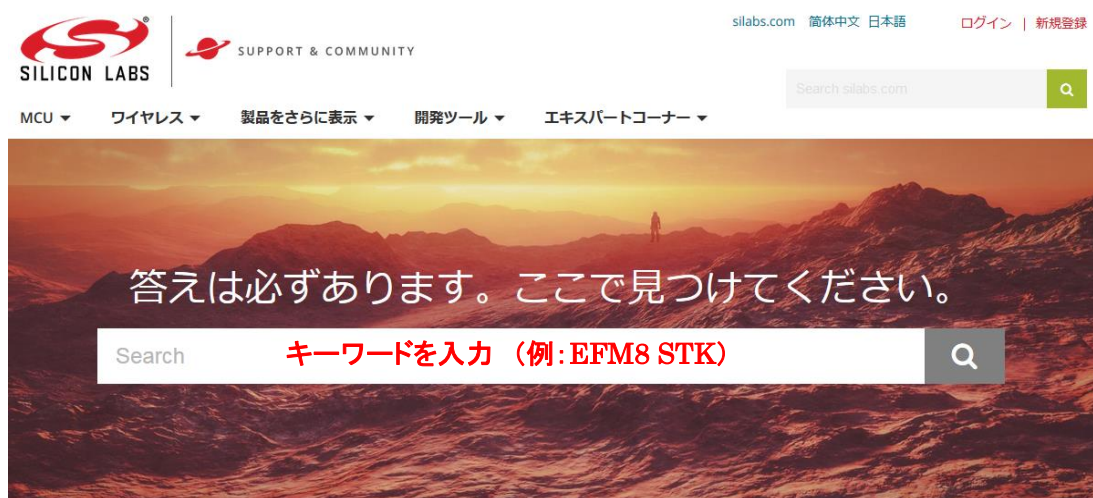 silabs.com 简体中文 日本語 ログイン | 新規登録
SILICON LABS
SUPPORT & COMMUNITY
Search silabs.com
MCU ワイヤレス 製品をさらに表示 開発ツール エキスパートコーナー
答えは必ずあります。ここで見つけてください。
Search キーワードを入力 (例:EFM8 STK)